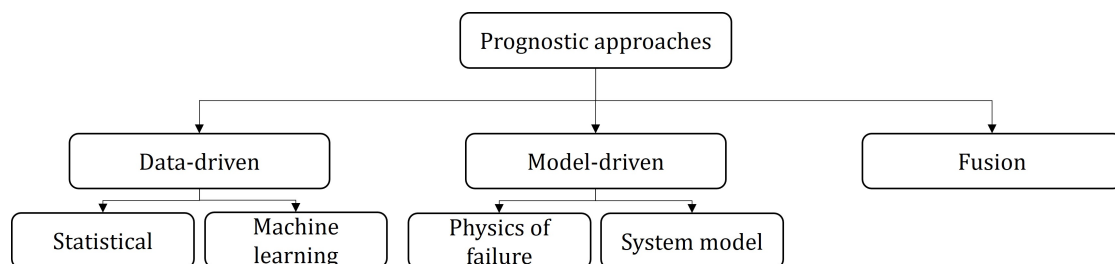 Prognostic approaches
Data-driven
Model-driven
Fusion
Statistical
Machine
learning
Physics of
failure
System model